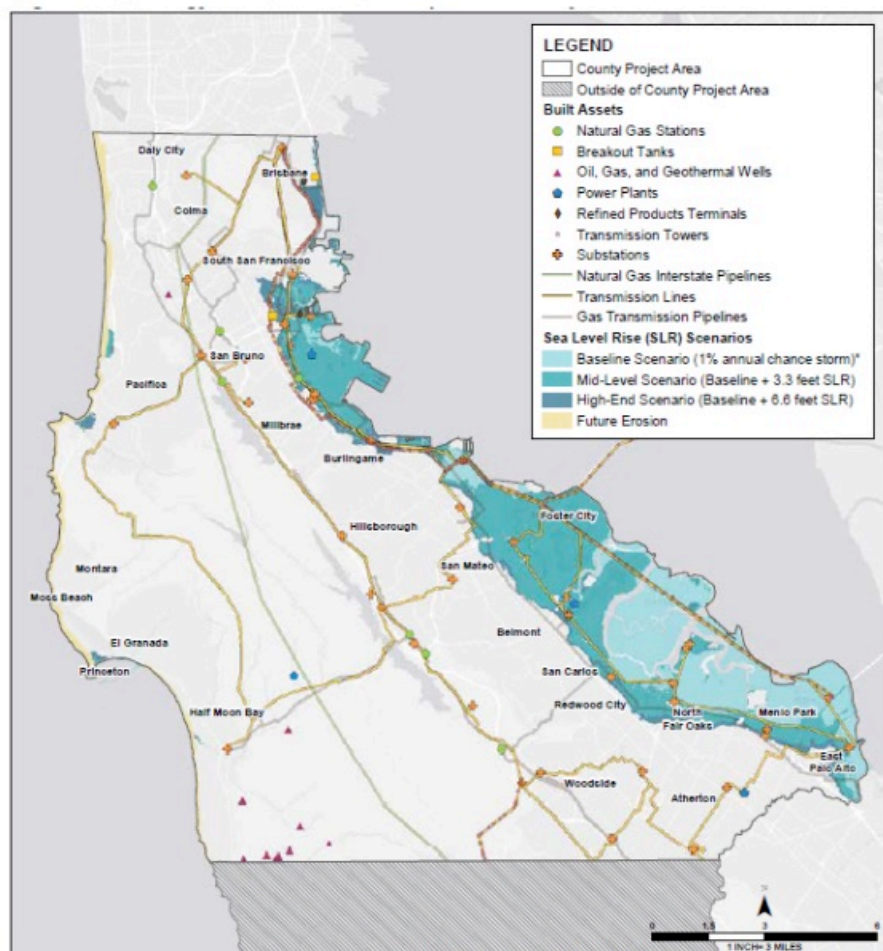 LEGEND
County Project Area
Outside of County Project Area
Built Assets
Natural Gas Stations
Breakout Tanks
Oil, Gas, and Geothermal Wells
Power Plants
Refined Products Terminals
Transmission Towers
Substations
Natural Gas Interstate Pipelines
Transmission Lines
Gas Transmission Pipelines
Sea Level Rise (SLR) Scenarios
Baseline Scenario (1% annual chance storm)*
Mid-Level Scenario (Baseline + 3.3 feet SLR)
High-End Scenario (Baseline + 6.6 feet SLR)
Future Erosion
Daly City
Brisbane
Colma
South San Francisco
San Bruno
Pacifica
Millbrae
Burlingame
Foster City
Hillsborough
San Mateo
Montara
Moss Beach
Belmont
El Granada
Princeton
San Carlos
Redwood City
Half Moon Bay
North
Fair Oaks
Menlo Park
East
Palo Alto
Woodside
Atherton
0 1.5 3 6
1 INCH= 3 MILES